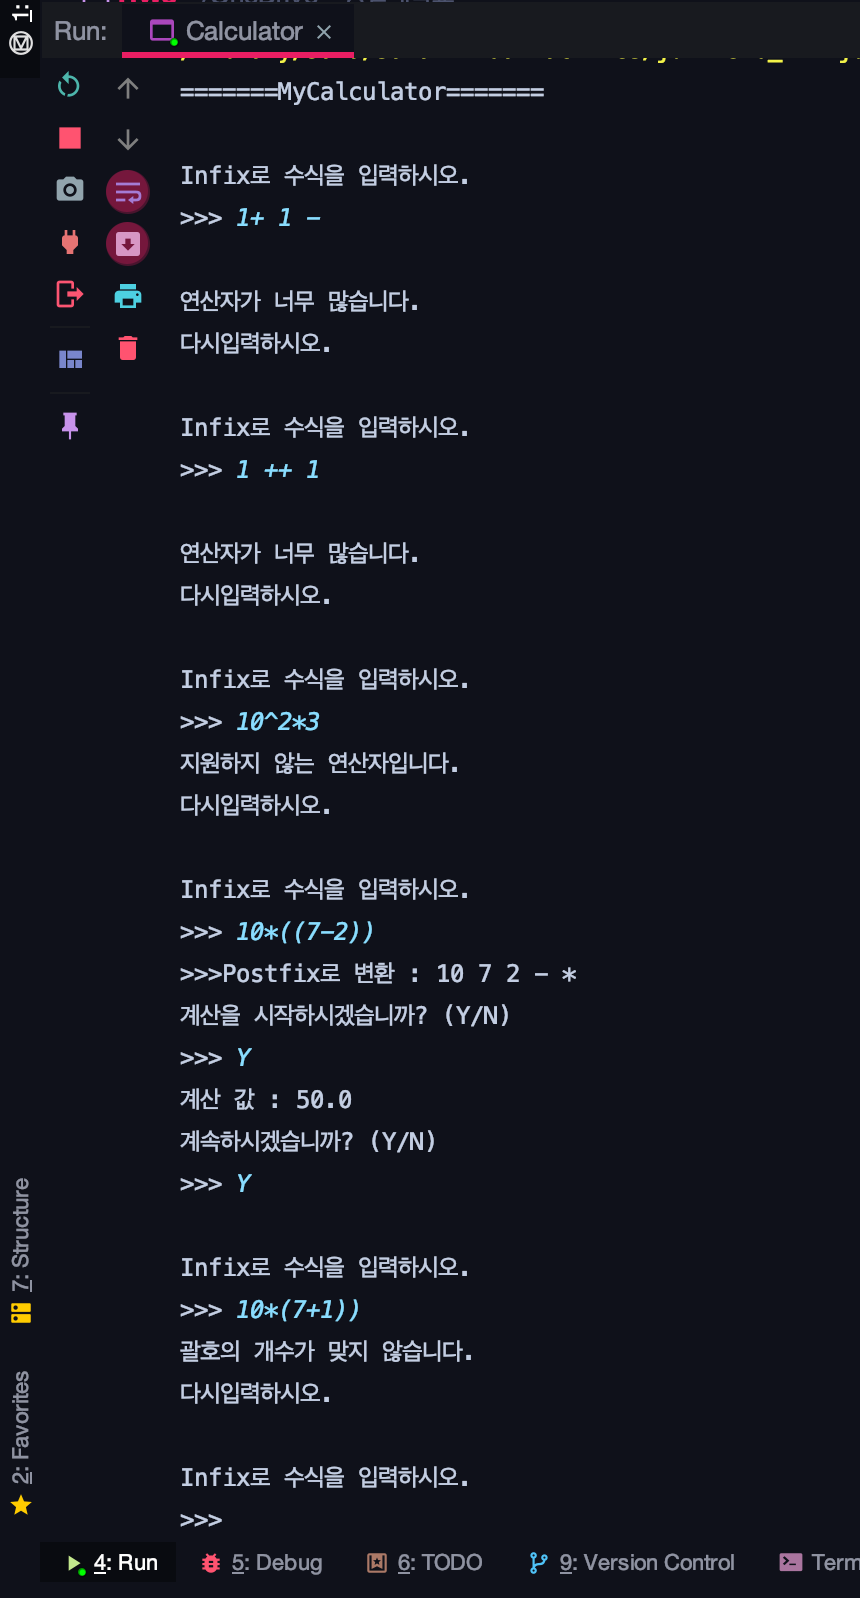 1:
Run: Calculator ×
=======MyCalculator=======
Infix로 수식을 입력하시오.
>>> 1+ 1 -
연산자가 너무 많습니다.
다시입력하시오.
Infix로 수식을 입력하시오.
>>> 1 ++ 1
연산자가 너무 많습니다.
다시입력하시오.
Infix로 수식을 입력하시오.
>>> 10^2*3
지원하지 않는 연산자입니다.
다시입력하시오.
Infix로 수식을 입력하시오.
>>> 10*((7-2))
>>>Postfix로 변환 : 10 7 2 - *
계산을 시작하시겠습니까? (Y/N)
>>> Y
계산 값 : 50.0
계속하시겠습니까? (Y/N)
>>> Y
Infix로 수식을 입력하시오.
>>> 10*(7+1))
괄호의 개수가 맞지 않습니다.
다시입력하시오.
Infix로 수식을 입력하시오.
>>>
7: Structure
2: Favorites
4: Run 5: Debug 6: TODO 9: Version Control Term